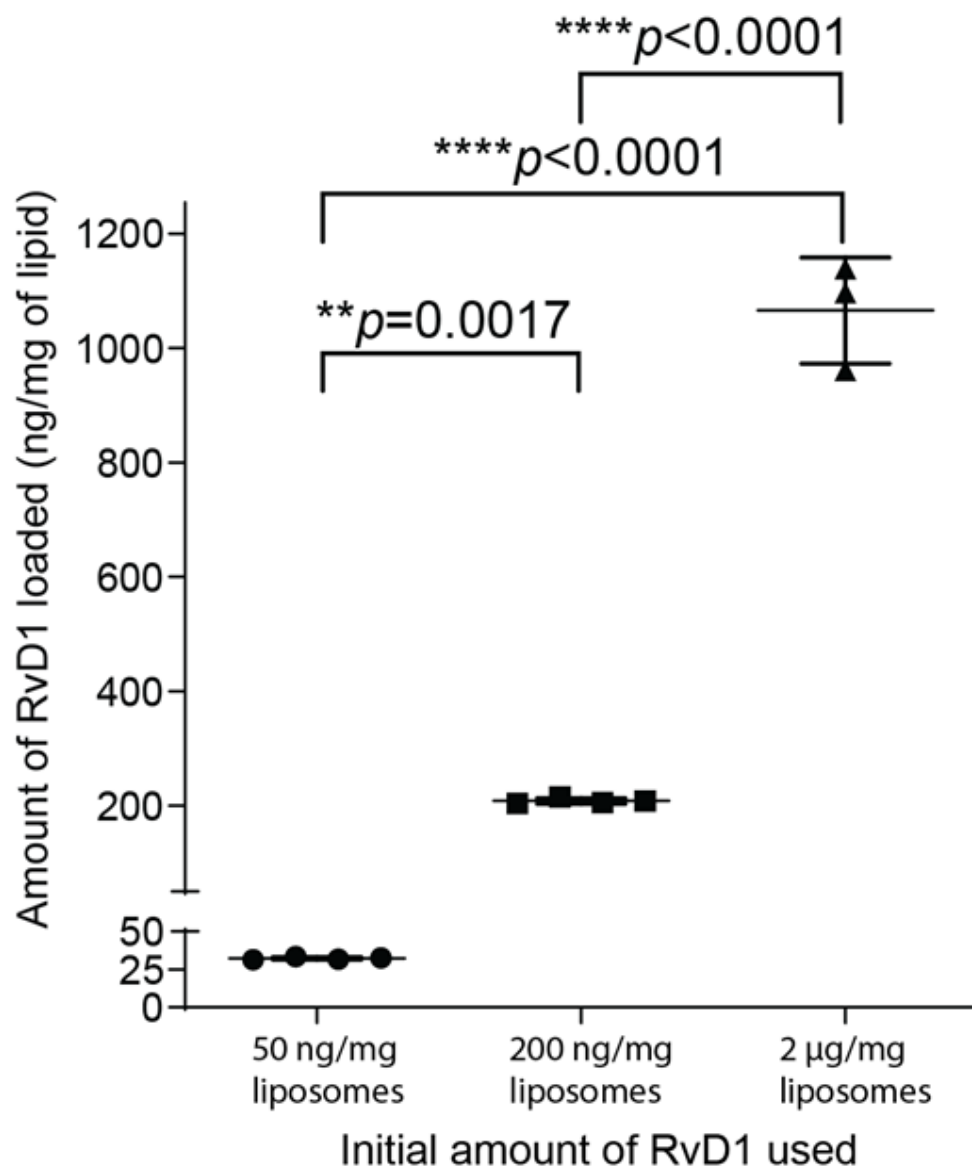 ****p<0.0001
****p<0.0001
**p=0.0017
Amount of RvD1 loaded (ng/mg of lipid)
1200
1000
800
600
400
200
50
25
0
50 ng/mg
liposomes
200 ng/mg
liposomes
2 µg/mg
liposomes
Initial amount of RvD1 used